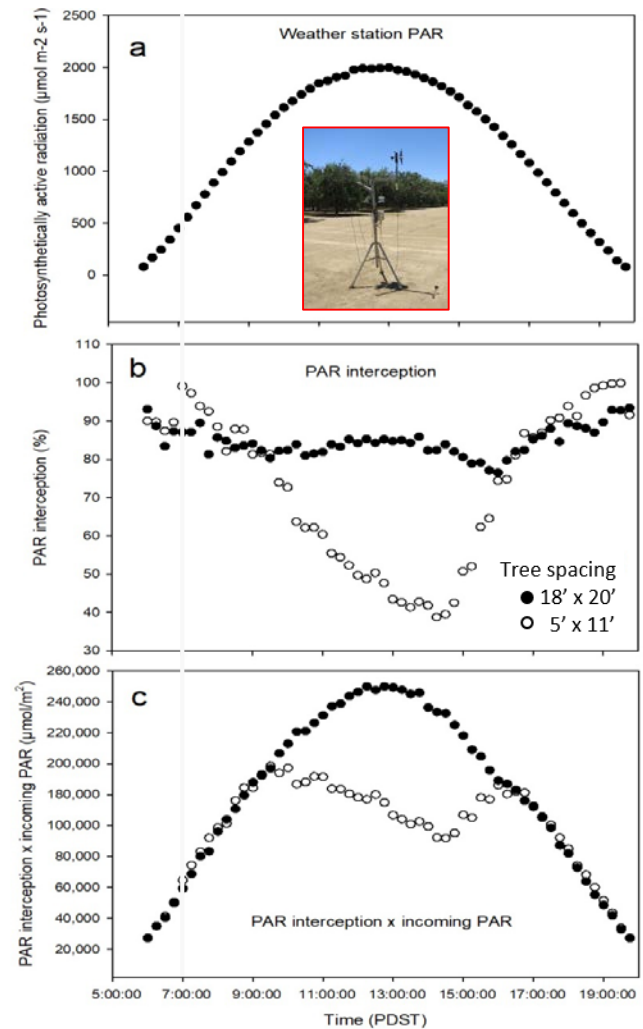 a
Weather station PAR
Photosynthetically active radiation (µmol m-2 s-1)
2500
2000
1500
1000
500
0
b
PAR interception
PAR interception (%)
110
100
90
80
70
60
50
40
30
Tree spacing
18’ x 20’
5’ x 11’
c
PAR interception x incoming PAR (µmol/m²)
260,000
240,000
220,000
200,000
180,000
160,000
140,000
120,000
100,000
80,000
60,000
40,000
20,000
PAR interception x incoming PAR
5:00:00 7:00:00 9:00:00 11:00:00 13:00:00 15:00:00 17:00:00 19:00:00
Time (PDST)